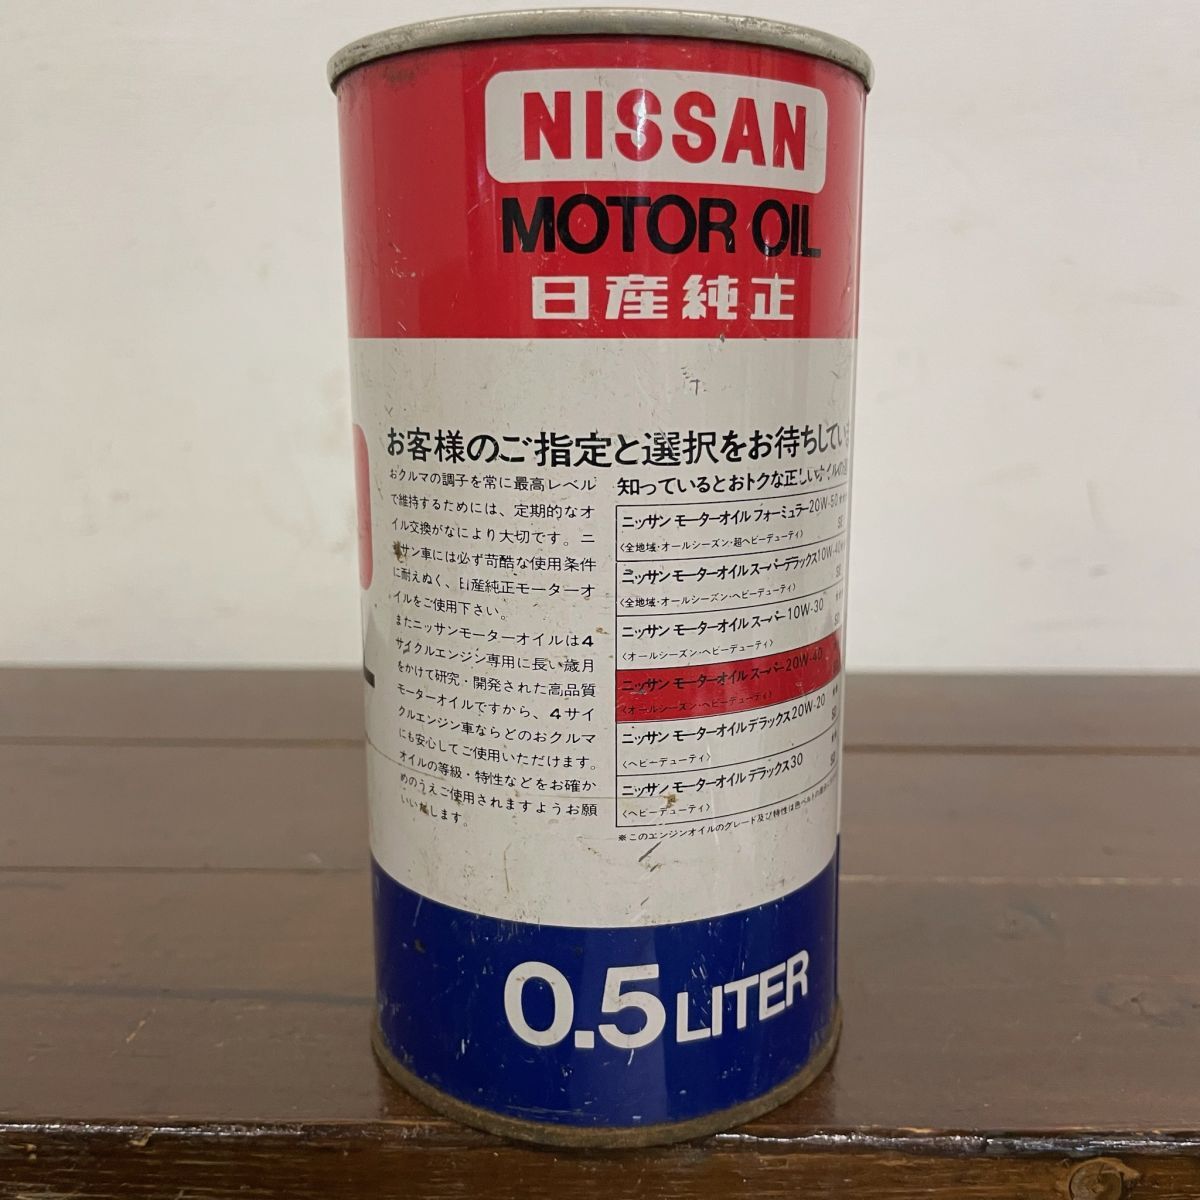 NISSAN
MOTOR OIL
日産純正
お客様のご指定と選択をお待ちしてい
おクルマの調子を常に最高レベル
で維持するためには、定期的なオ
イル交換がなにより大切です。ニ
サン車には必ず苛酷な使用条件
に耐えぬく、日産純正モーターオ
イルをご使用下さい。
またニッサンモーターオイルは4
サイクルエンジン専用に長い歳月
をかけて研究・開発された高品質
モーターオイルですから、4サイ
クルエンジン車ならどのおクルマ
にも安心してご使用いただけます。
オイルの等級・特性などをお確か
めのうえご使用されますようお願
いいたします。
知っているとおトクな正しいオイルの
ニッサン モーターオイル フォーミュラー20W-50 ***
〈全地域・オールシーズン・超ヘビーデューティ〉 SE
ニッサン モーターオイル スーパーデラックス10W-40
〈全地域・オールシーズン・ヘビーデューティ〉 SE
ニッサン モーターオイル スーパー10W-30
〈オールシーズン・ヘビーデューティ〉
ニッサン モーターオイル スーパー20W-40
〈オールシーズン・ヘビーデューティ〉
ニッサン モーターオイル デラックス20W-20 **
〈ヘビーデューティ〉 SD
ニッサン モーターオイル デラックス30 **
〈ヘビーデューティ〉 SD
※このエンジンオイルのグレード及び特性は色ベルトの
0.5 LITER